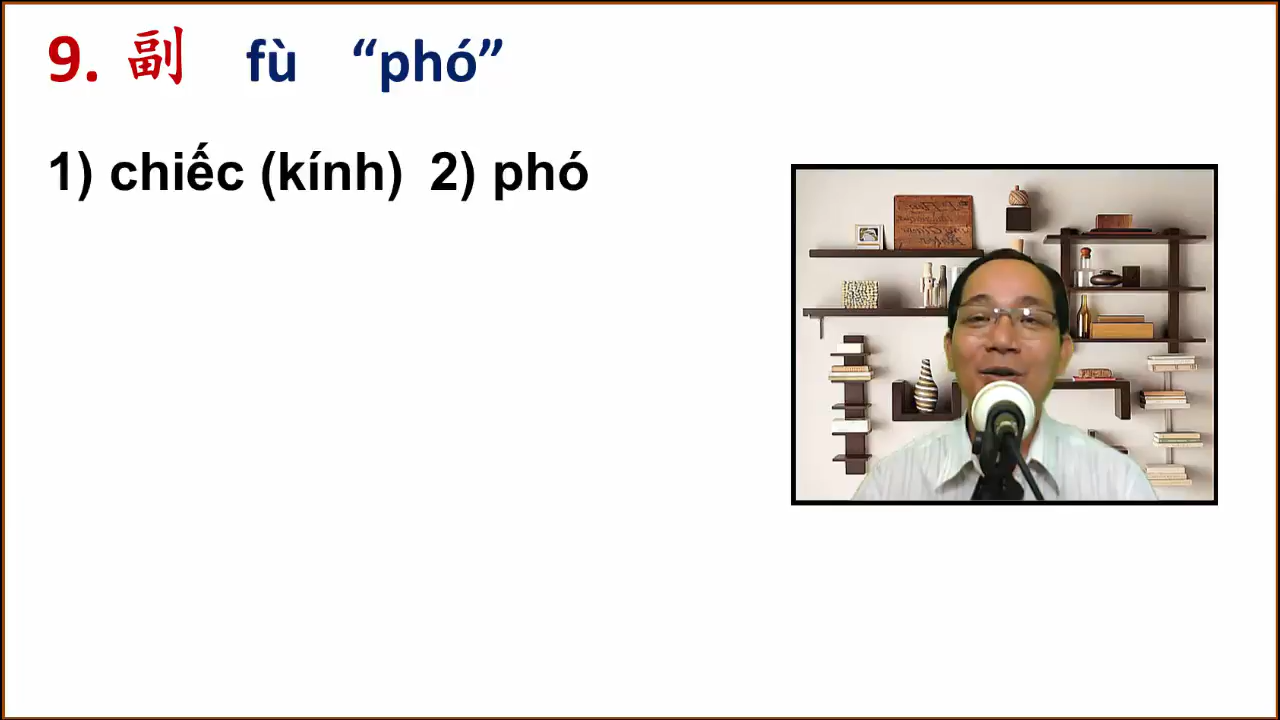 9. 副 fù “phó”
1) chiếc (kính) 2) phó